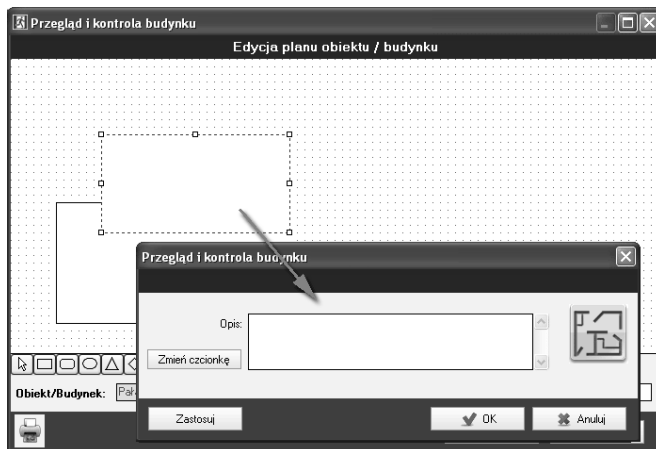 Przegląd i kontrola budynku
Edycja planu obiektu / budynku
Przegląd i kontrola budynku
Opis:
Zmień czcionkę
Obiekt/Budynek:
Zastosuj
OK
Anuluj